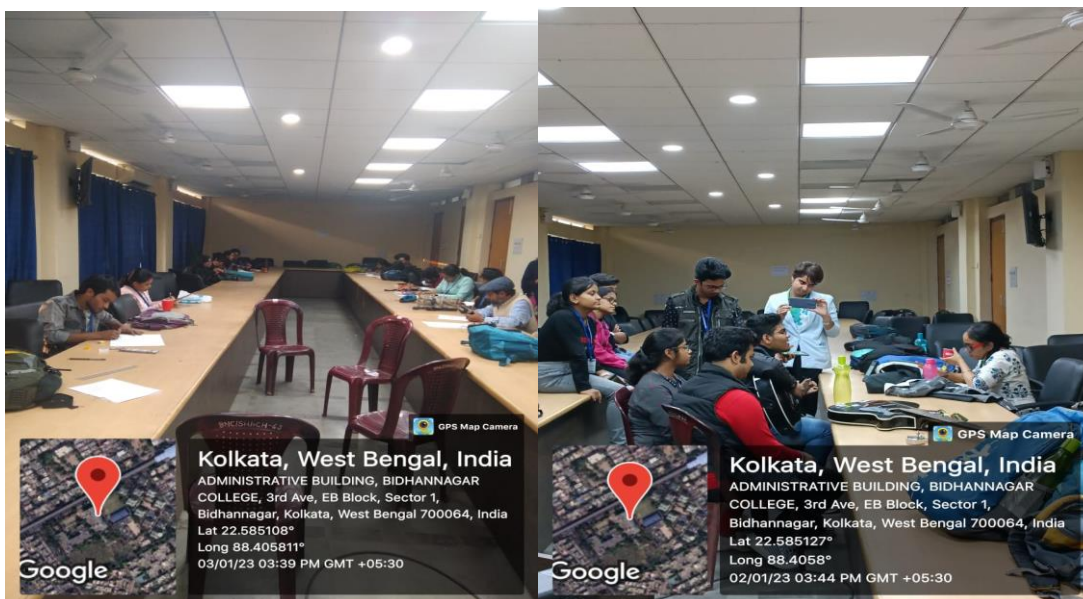 BNCISHACH-23
GPS Map Camera
Kolkata, West Bengal, India
ADMINISTRATIVE BUILDING, BIDHANNAGAR
COLLEGE, 3rd Ave, EB Block, Sector 1,
Bidhannagar, Kolkata, West Bengal 700064, India
Lat 22.585108°
Long 88.405811°
03/01/23 03:39 PM GMT +05:30
Google
GPS Map Camera
Kolkata, West Bengal, India
ADMINISTRATIVE BUILDING, BIDHANNAGAR
COLLEGE, 3rd Ave, EB Block, Sector 1,
Bidhannagar, Kolkata, West Bengal 700064, India
Lat 22.585127°
Long 88.4058°
02/01/23 03:44 PM GMT +05:30
Google